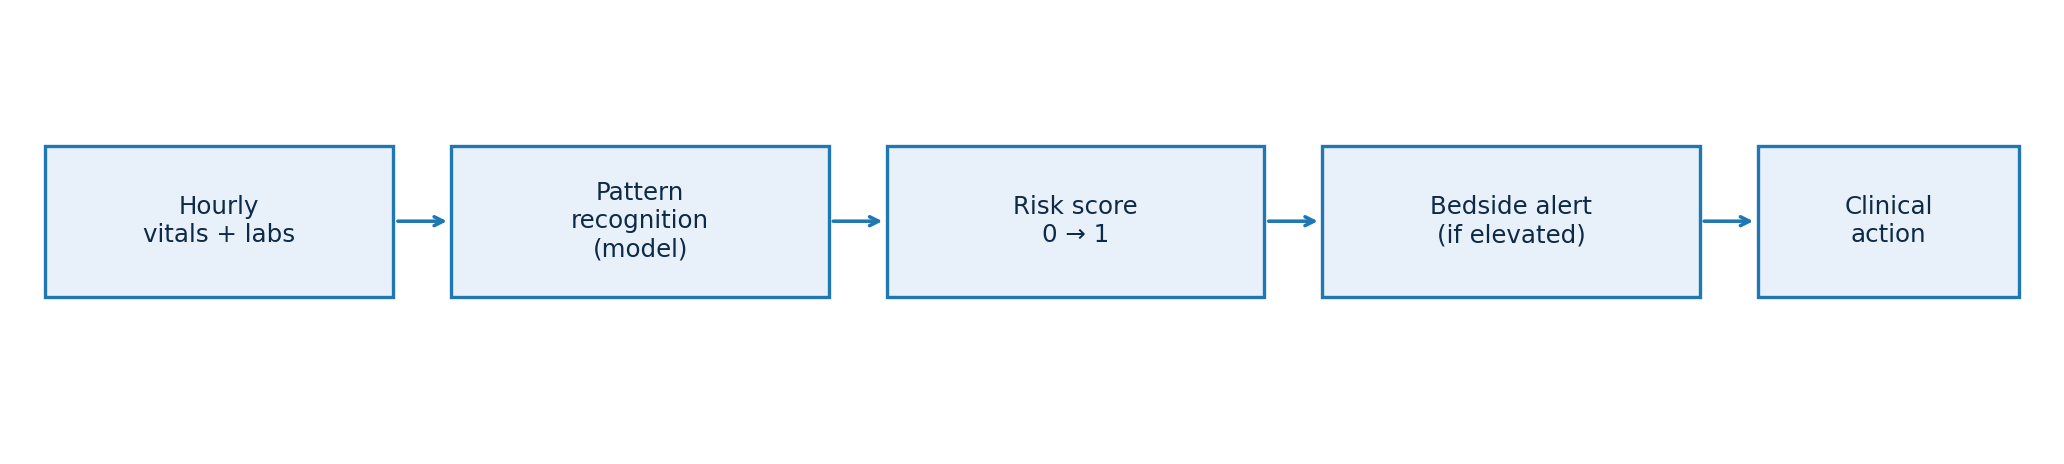 Hourly
vitals + labs
Pattern
recognition
(model)
Risk score
0 → 1
Bedside alert
(if elevated)
Clinical
action